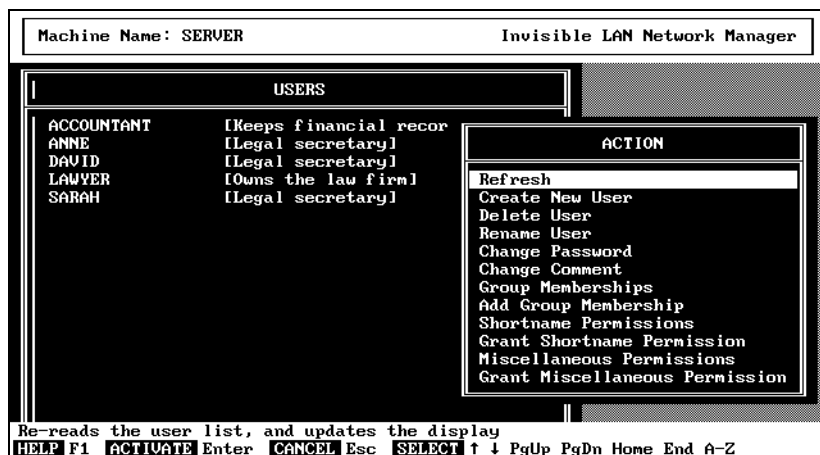 Machine Name: SERVER Invisible LAN Network Manager
USERS
ACCOUNTANT [Keeps financial recor
ANNE [Legal secretary]
DAVID [Legal secretary]
LAWYER [Owns the law firm]
SARAH [Legal secretary]
ACTION
Refresh
Create New User
Delete User
Rename User
Change Password
Change Comment
Group Memberships
Add Group Membership
Shortname Permissions
Grant Shortname Permission
Miscellaneous Permissions
Grant Miscellaneous Permission
Re-reads the user list, and updates the display
HELP F1 ACTIVATE Enter CANCEL Esc SELECT ↑ ↓ PgUp PgDn Home End A-Z